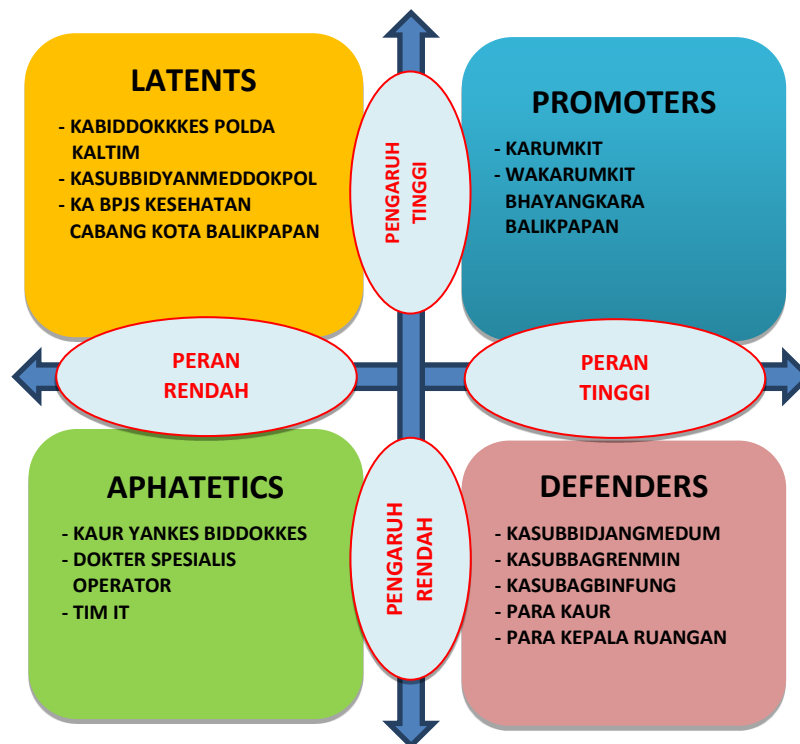 LATENTS
- KABIDDOKKKES POLDA
KALTIM
- KASUBBIDYANMEDDOKPOL
- KA BPJS KESEHATAN
CABANG KOTA BALIKPAPAN
PENGARUH
TINGGI
PROMOTERS
- KARUMKIT
- WAKARUMKIT
BHAYANGKARA
BALIKPAPAN
PERAN
RENDAH
PERAN
TINGGI
APHATETICS
- KAUR YANKES BIDDOKKES
- DOKTER SPESIALIS
OPERATOR
- TIM IT
PENGARUH
RENDAH
DEFENDERS
- KASUBBIDJANGMEDUM
- KASUBBAGRENMIN
- KASUBAGBINFUNG
- PARA KAUR
- PARA KEPALA RUANGAN